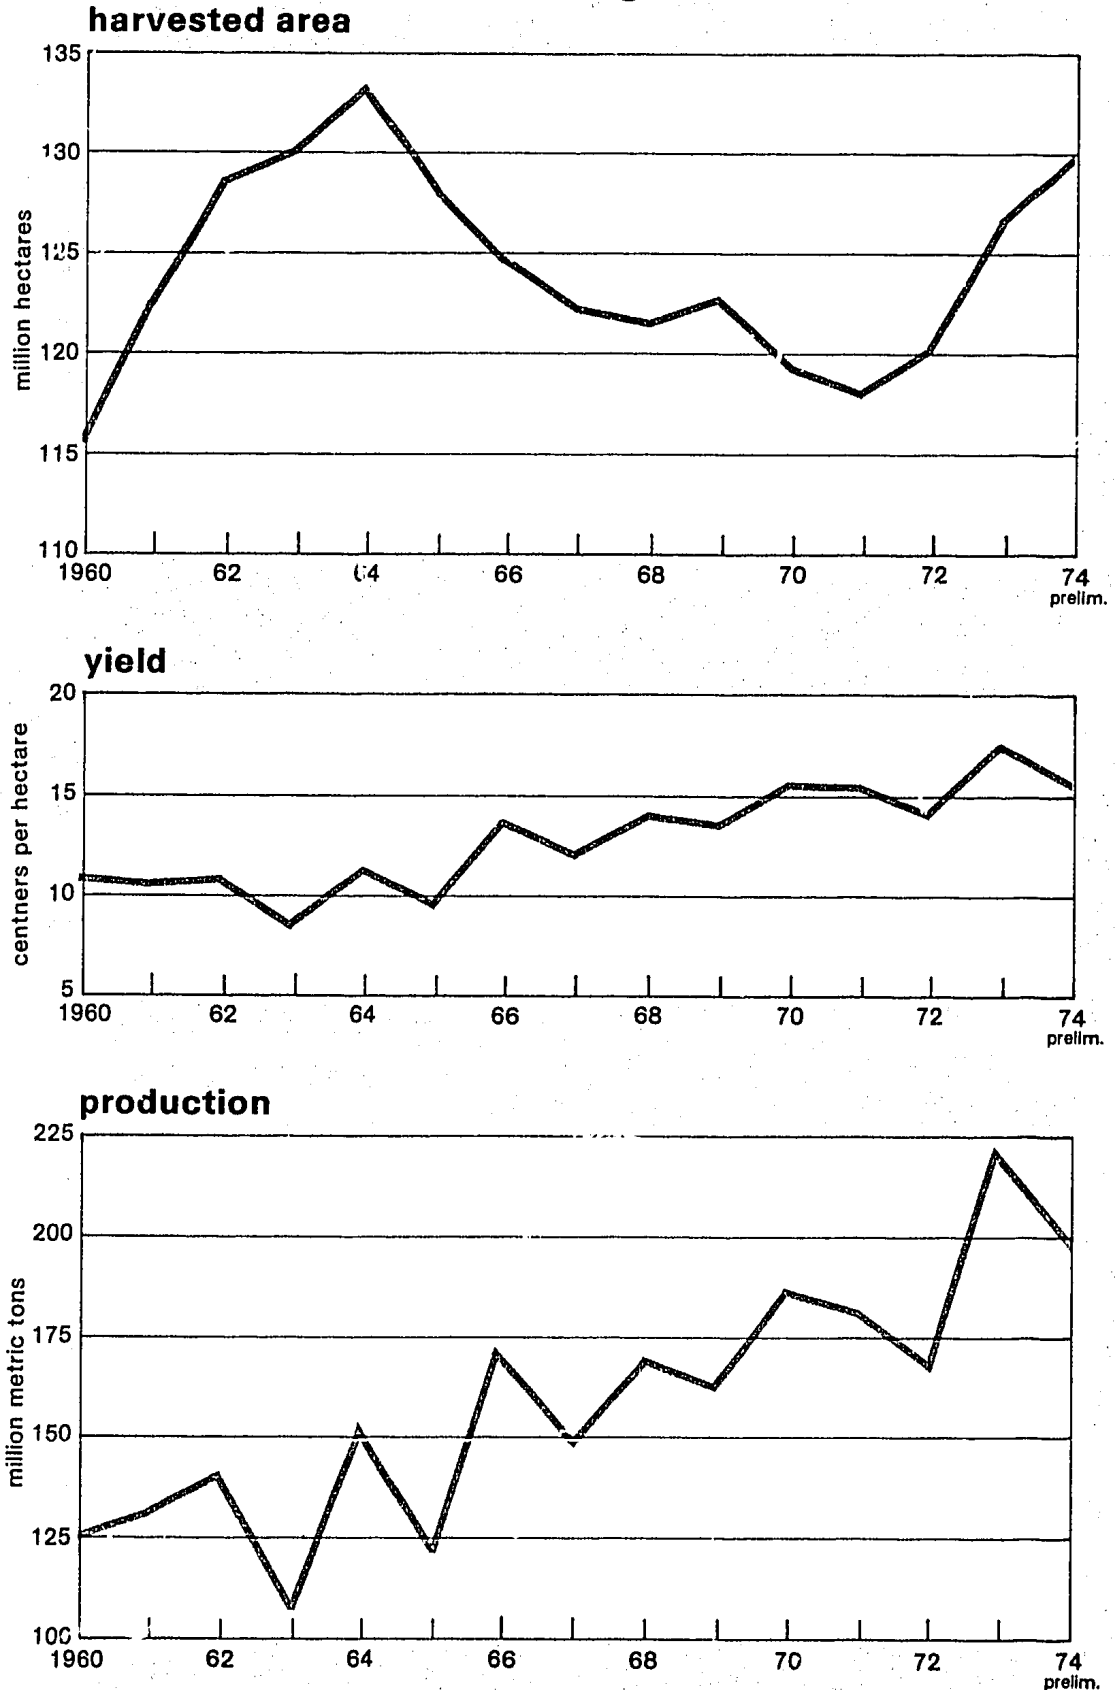 harvested area
million hectares
135
130
125
120
115
110
1960 62 64 66 68 70 72 74
prelim.
yield
centners per hectare
20
15
10
5
1960 62 64 66 68 70 72 74
prelim.
production
million metric tons
225
200
175
150
125
100
1960 62 64 66 68 70 72 74
prelim.